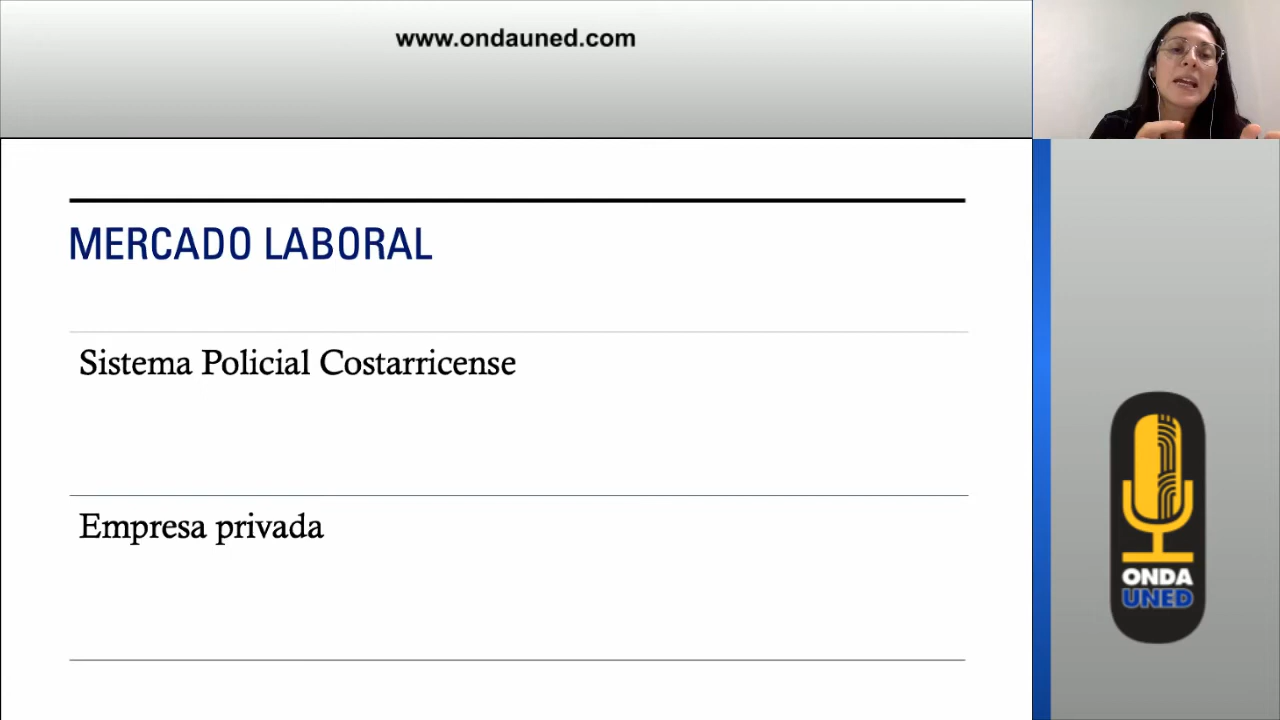 www.ondauned.com
MERCADO LABORAL
Sistema Policial Costarricense
Empresa privada
ONDA
UNED